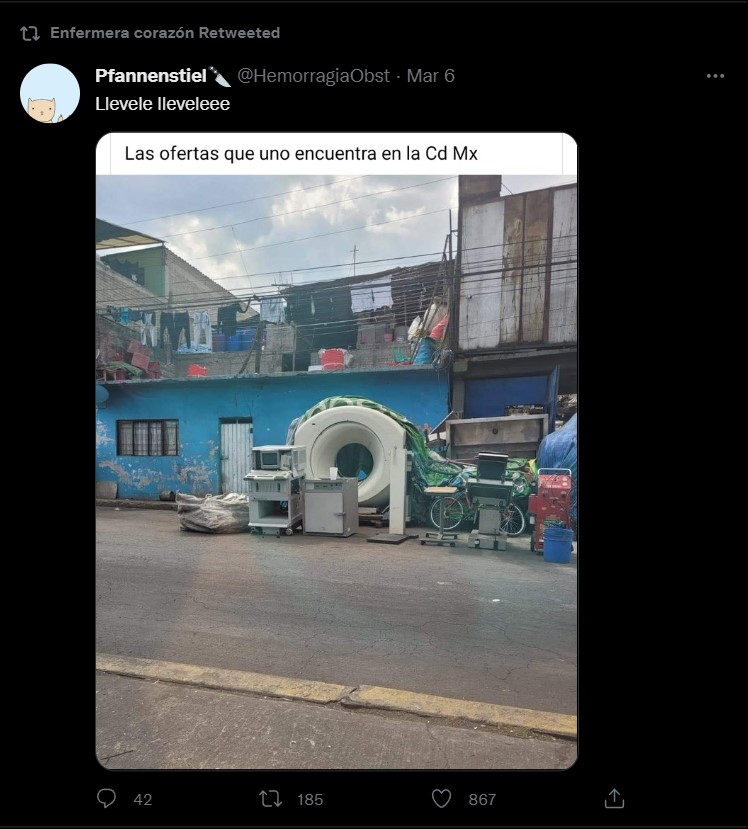 Enfermera corazón Retweeted
Pfannenstiel @HemorragiaObst · Mar 6
Llevele lleveleee
Las ofertas que uno encuentra en la Cd Mx
42 185 867